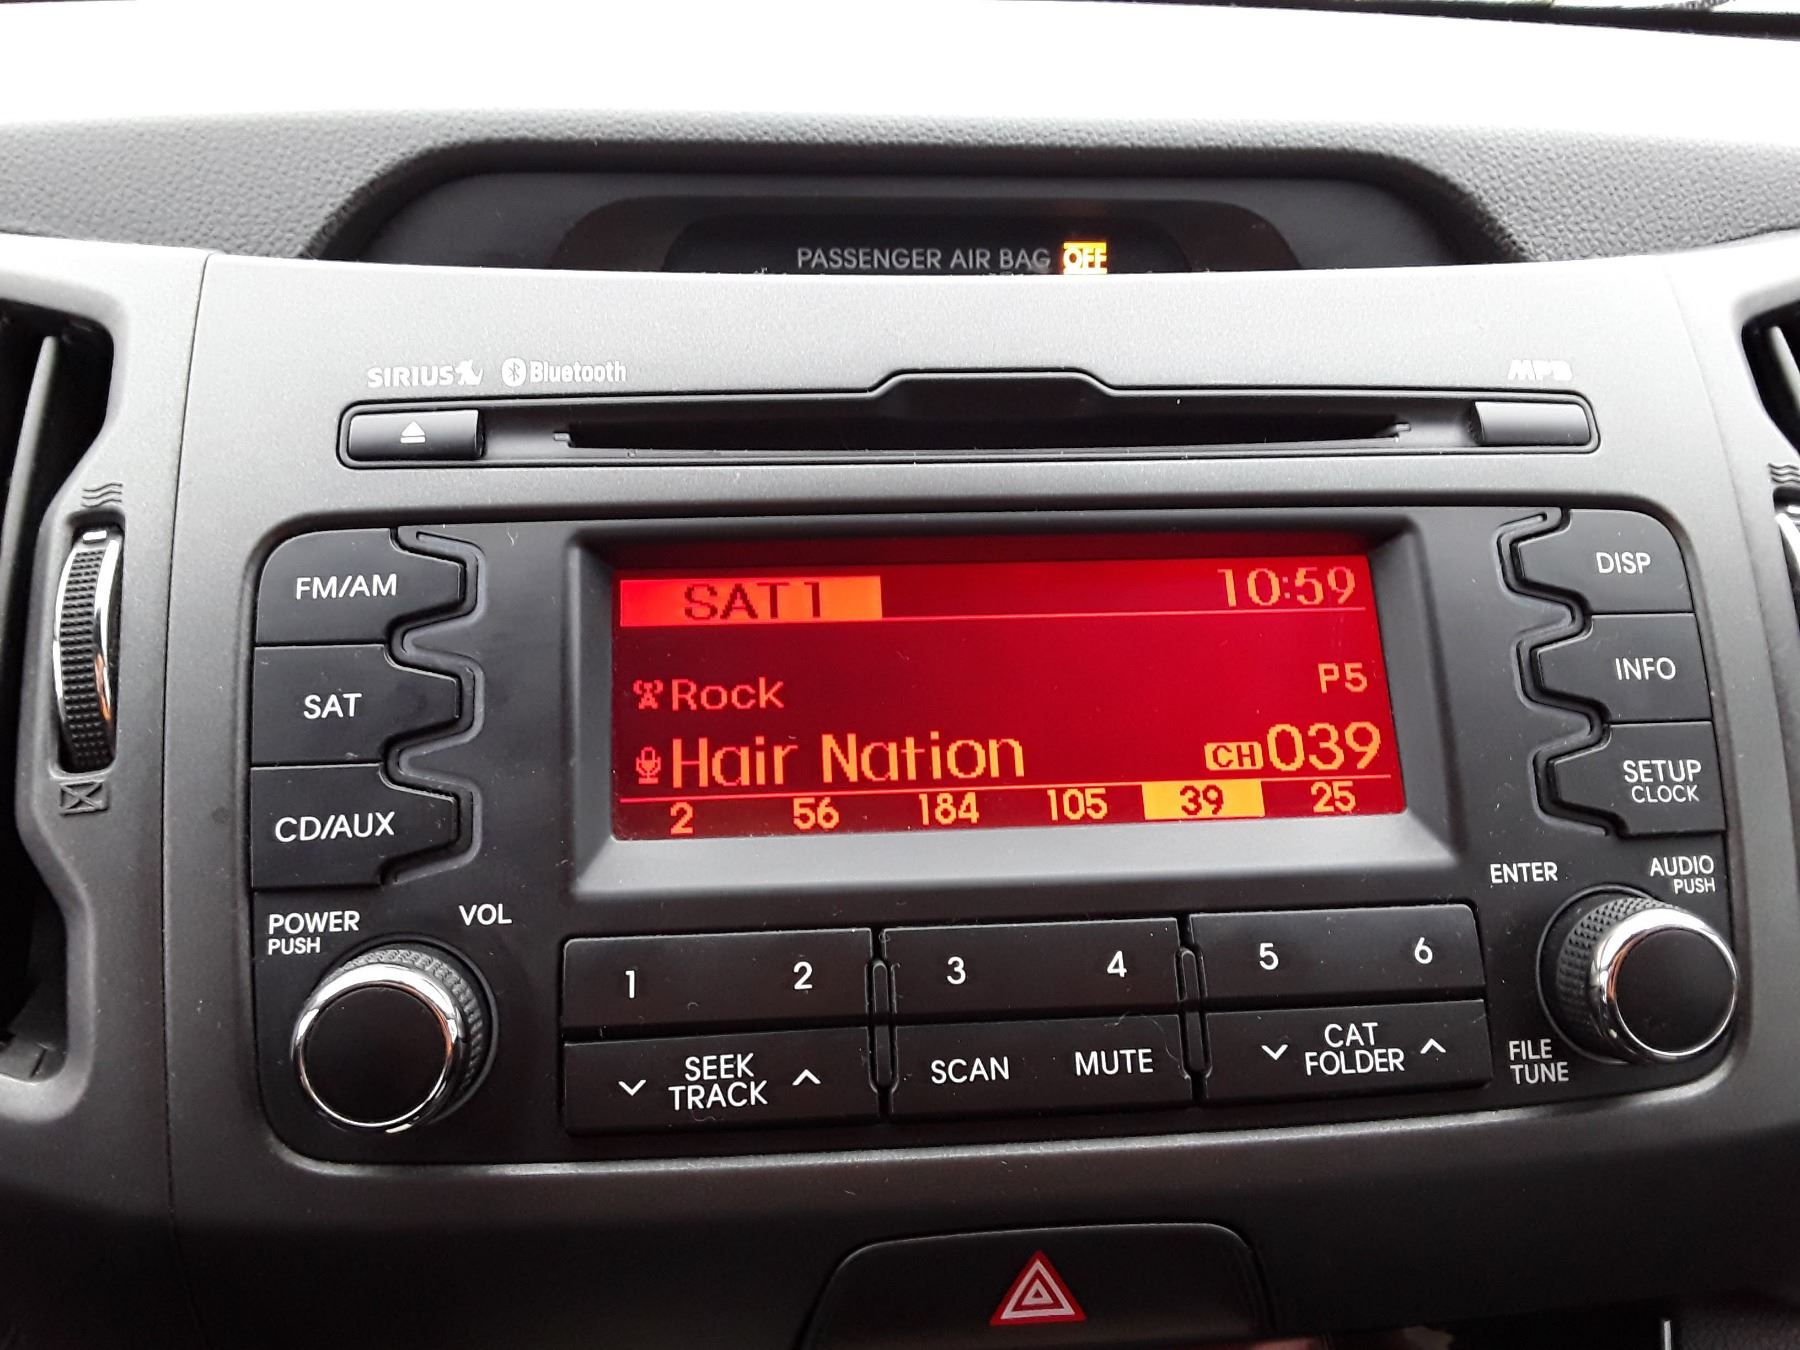 PASSENGER AIR BAG OFF
SIRIUS Bluetooth MP3
FM/AM
SAT
CD/AUX
POWER
PUSH
VOL
SAT 1 10:59
Rock P5
Hair Nation CH 039
2 56 184 105 39 25
DISP
INFO
SETUP
CLOCK
ENTER
AUDIO
PUSH
1 2 3 4 5 6
SEEK
TRACK
SCAN MUTE
CAT
FOLDER
FILE
TUNE